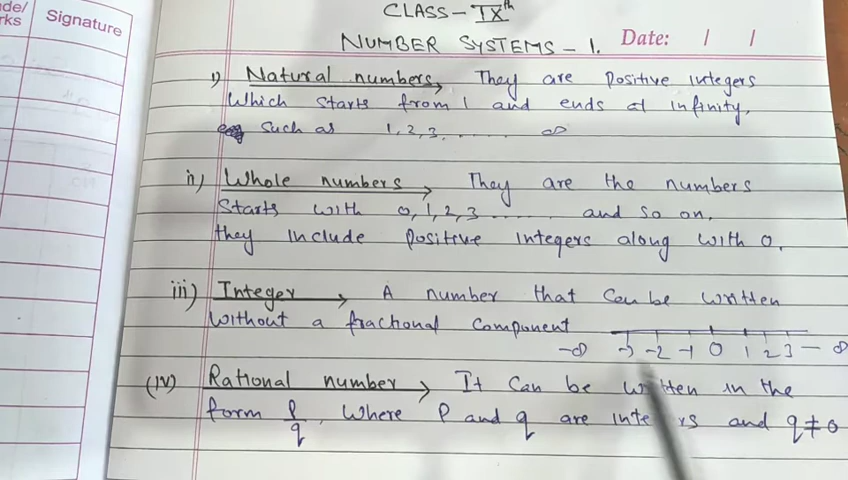 de/
rks
Signature
CLASS - IXth
NUMBER SYSTEMS - 1.
Date: / /
i) Natural numbers → They are Positive integers
Which starts from 1 and ends at infinity,
Such as 1, 2, 3, ...... ∞
ii) Whole numbers → They are the numbers
Starts with 0, 1, 2, 3 ...... and so on,
they include positive integers along with 0.
iii) Integer → A number that can be written
Without a fractional component
-∞ -3 -2 -1 0 1 2 3 — ∞
(iv) Rational number → It can be written in the
form P/q, Where P and q are inte rs and q ≠ 0